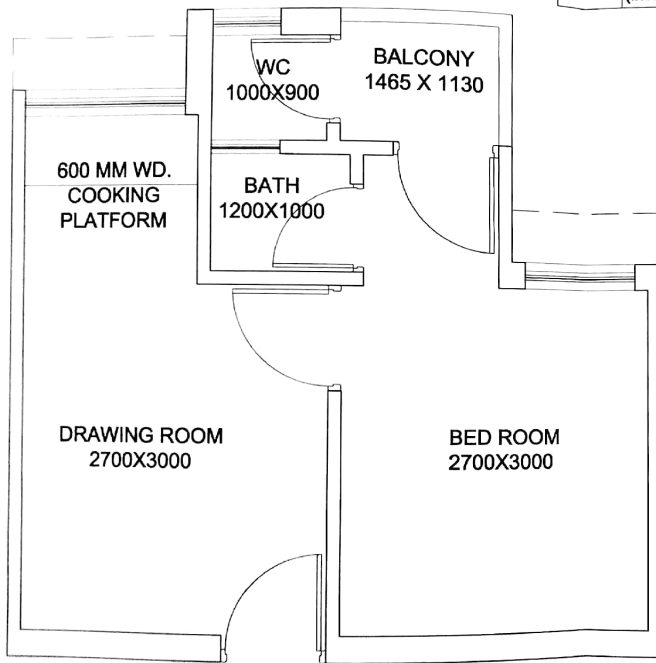 WC
1000X900
BALCONY
1465 X 1130
600 MM WD.
COOKING
PLATFORM
BATH
1200X1000
DRAWING ROOM
2700X3000
BED ROOM
2700X3000